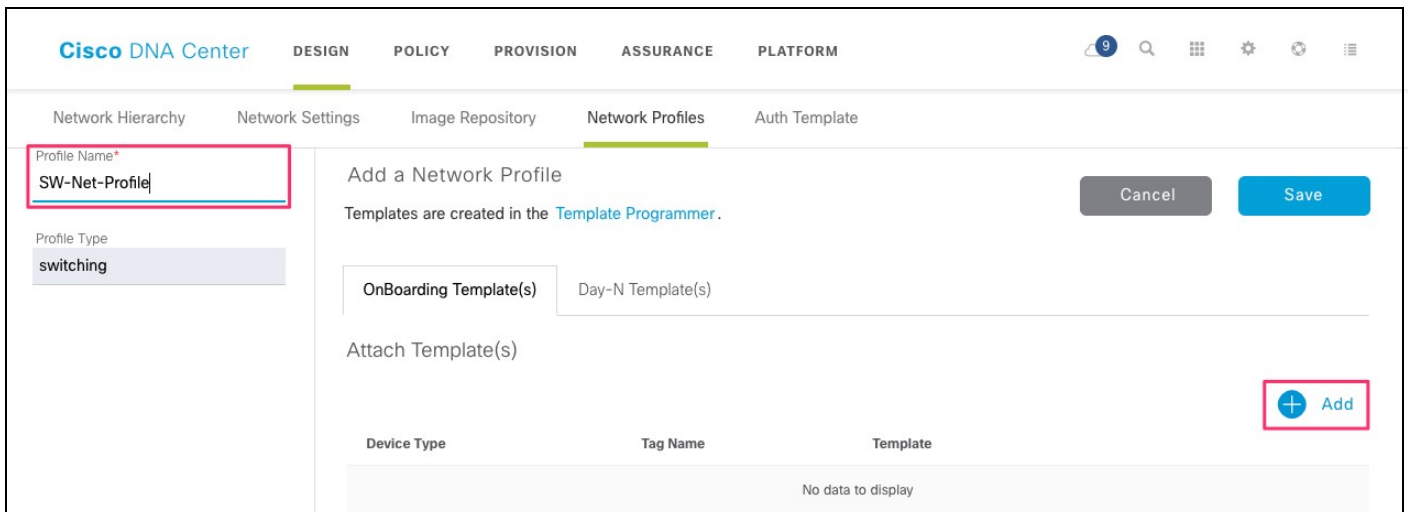 Cisco DNA Center DESIGN POLICY PROVISION ASSURANCE PLATFORM 9
Network Hierarchy Network Settings Image Repository Network Profiles Auth Template
Profile Name*
SW-Net-Profile
Profile Type
switching
Add a Network Profile
Templates are created in the Template Programmer.
Cancel Save
OnBoarding Template(s) Day-N Template(s)
Attach Template(s)
Add
Device Type Tag Name Template
No data to display